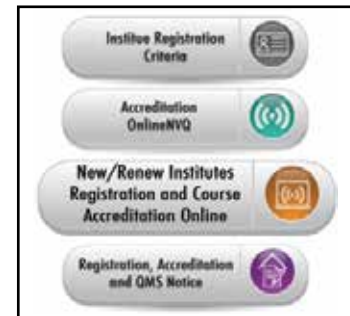 Institue Registration
Criteria
Accreditation
OnlineNVQ
New/Renew Institutes
Registration and Course
Accreditation Online
Registration, Accreditation
and QMS Notice